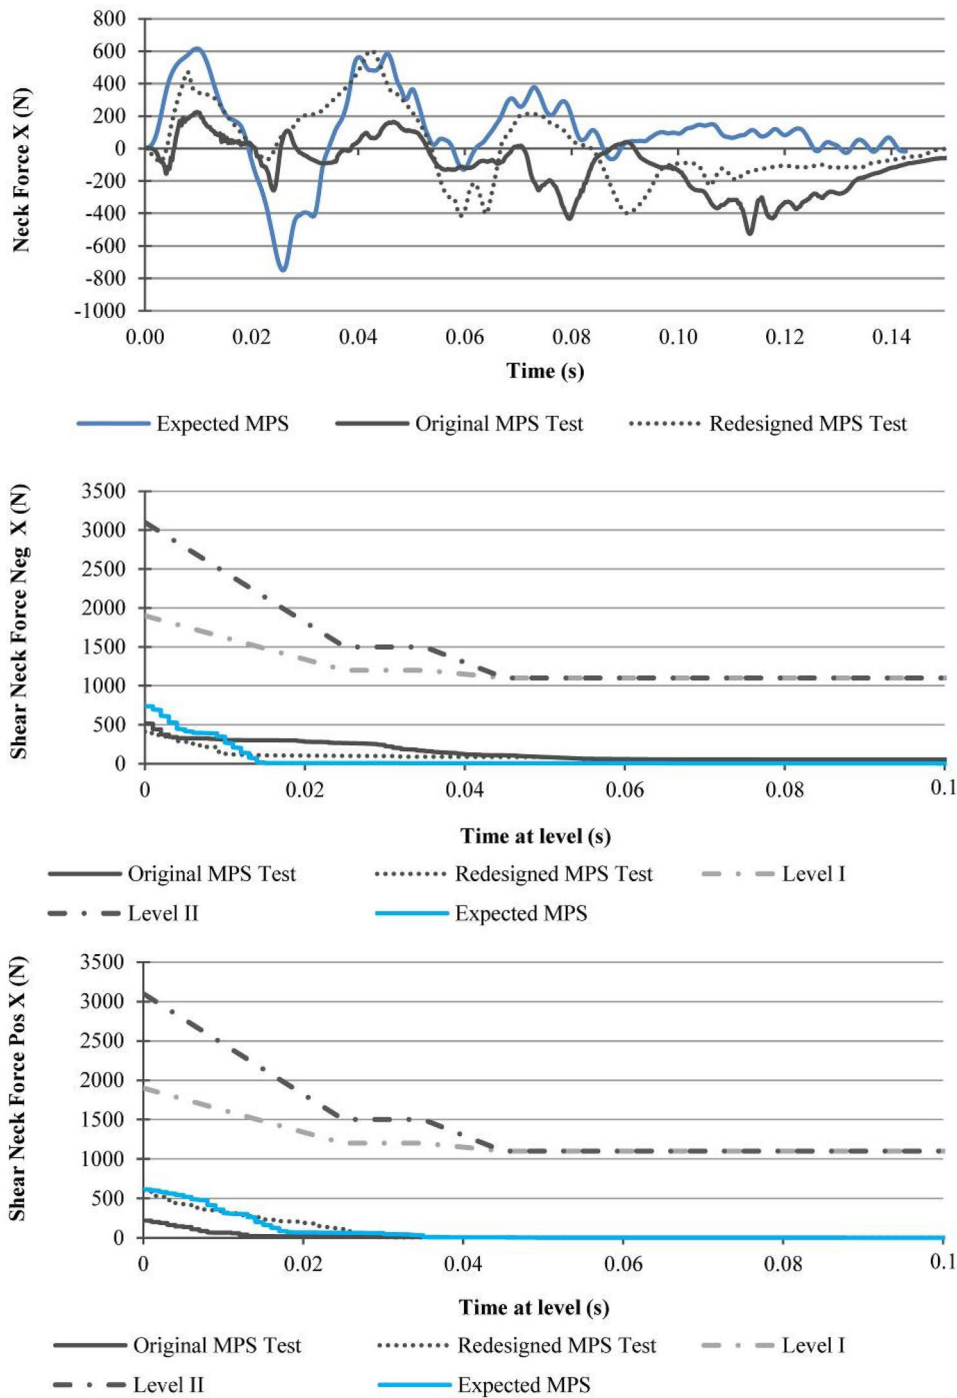 800
600
400
200
0
-200
-400
-600
-800
-1000
Neck Force X (N)
0.00 0.02 0.04 0.06 0.08 0.10 0.12 0.14
Time (s)
Expected MPS Original MPS Test Redesigned MPS Test
3500
3000
2500
2000
1500
1000
500
0
Shear Neck Force Neg X (N)
0 0.02 0.04 0.06 0.08 0.1
Time at level (s)
Original MPS Test Redesigned MPS Test Level I
Level II Expected MPS
3500
3000
2500
2000
1500
1000
500
0
Shear Neck Force Pos X (N)
0 0.02 0.04 0.06 0.08 0.1
Time at level (s)
Original MPS Test Redesigned MPS Test Level I
Level II Expected MPS